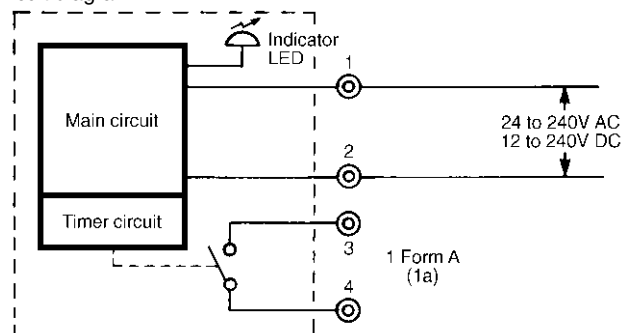 Indicator
LED
1
Main circuit
24 to 240V AC
12 to 240V DC
2
Timer circuit
3
1 Form A
(1a)
4